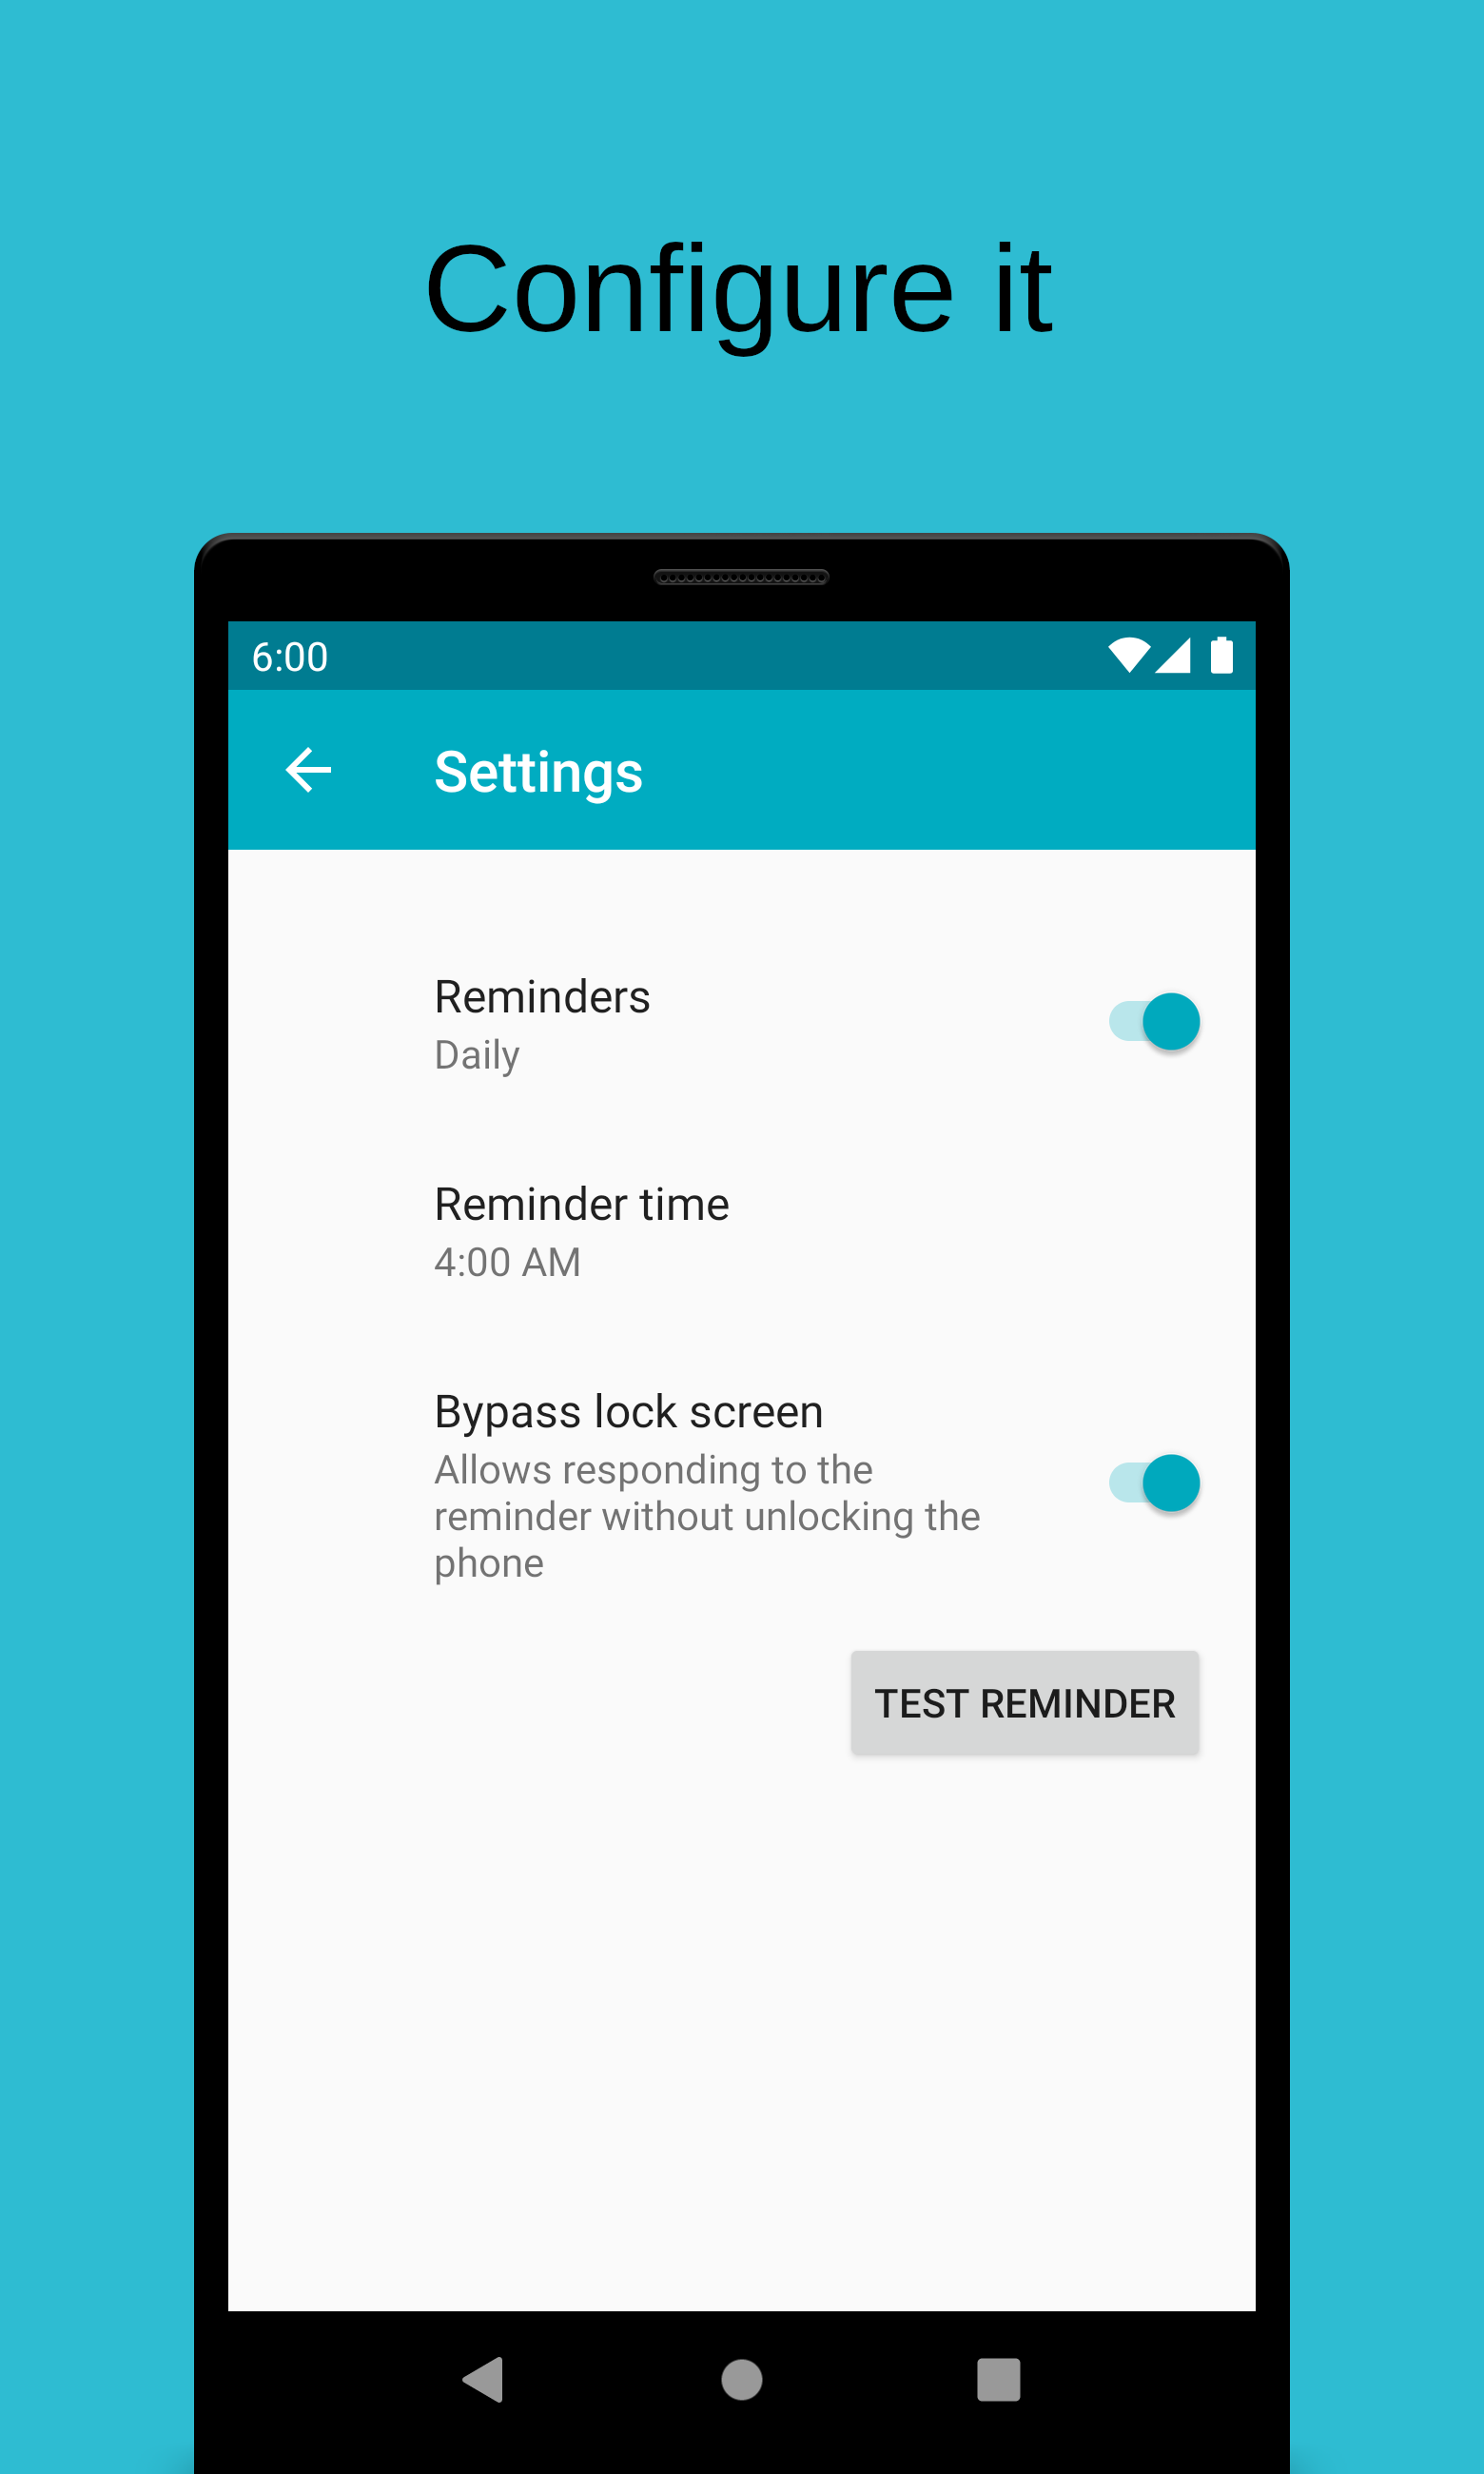 Configure it
6:00
Settings
Reminders
Daily
Reminder time
4:00 AM
Bypass lock screen
Allows responding to the
reminder without unlocking the
phone
TEST REMINDER